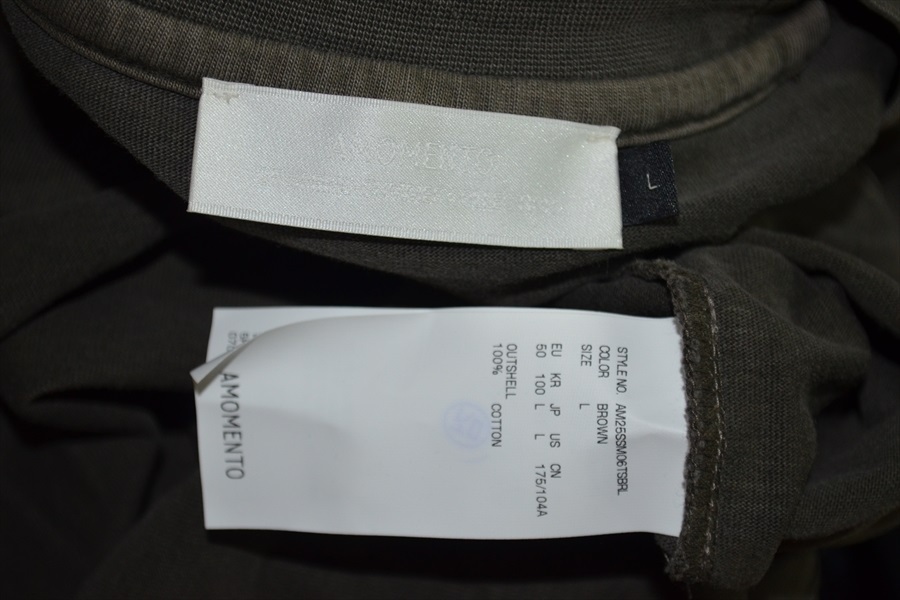 AMOMENTO
L
STYLE NO. AM25SSM06TSBRL
COLOR BROWN
SIZE L
EU KR JP US CN
50 100 L L 175/104A
OUTSHELL
100% COTTON
AMOMENTO